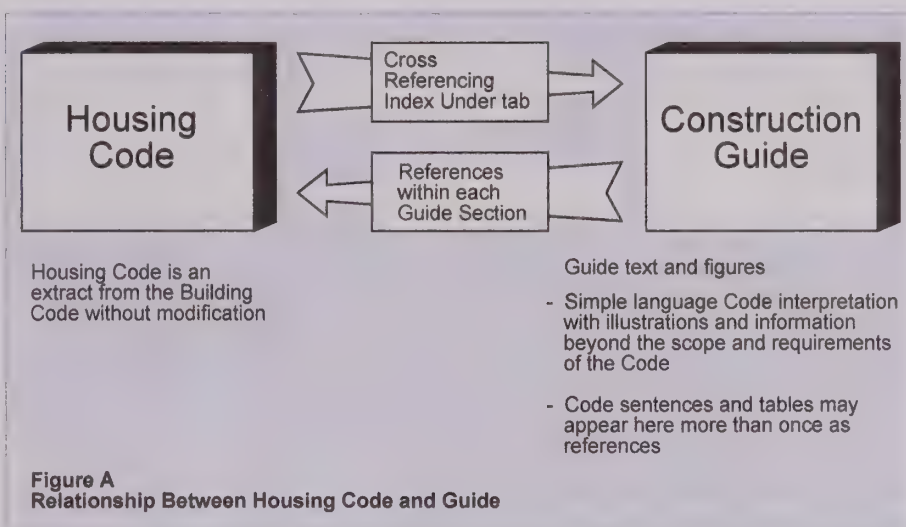 Housing
Code
Cross
Referencing
Index Under tab
Construction
Guide
References
within each
Guide Section
Housing Code is an
extract from the Building
Code without modification
Guide text and figures
- Simple language Code interpretation
with illustrations and information
beyond the scope and requirements
of the Code
- Code sentences and tables may
appear here more than once as
references
Figure A
Relationship Between Housing Code and Guide